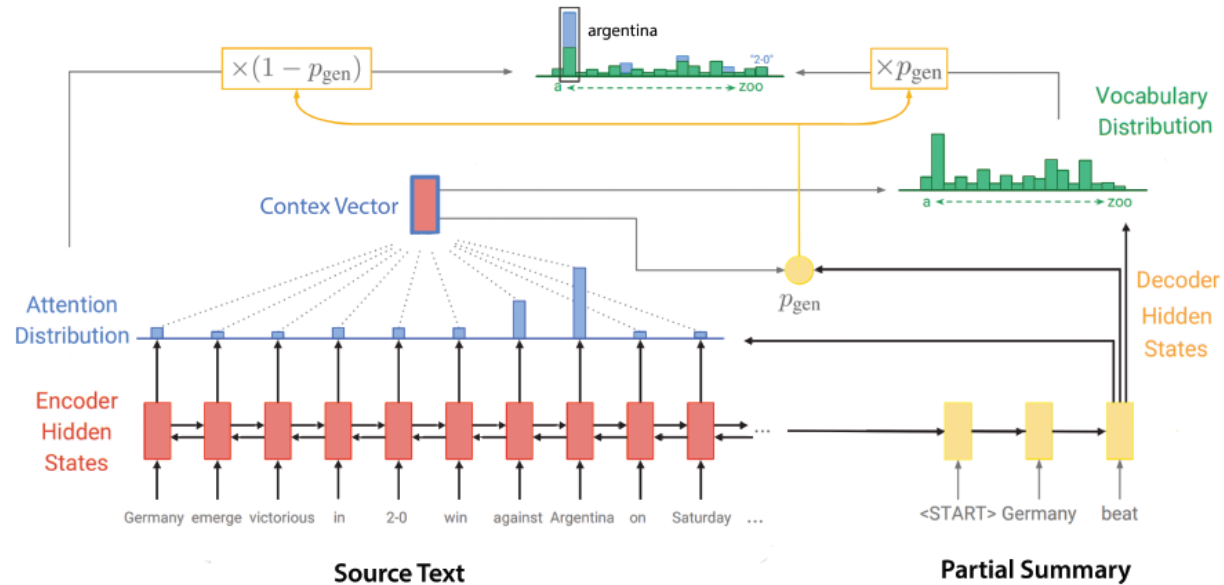 argentina
×(1 − p_gen)
×p_gen
"2-0"
a
zoo
Vocabulary
Distribution
Contex Vector
a
zoo
p_gen
Attention
Distribution
Decoder
Hidden
States
Encoder
Hidden
States
...
Germany emerge victorious in 2-0 win against Argentina on Saturday ...
<START> Germany beat
Source Text
Partial Summary